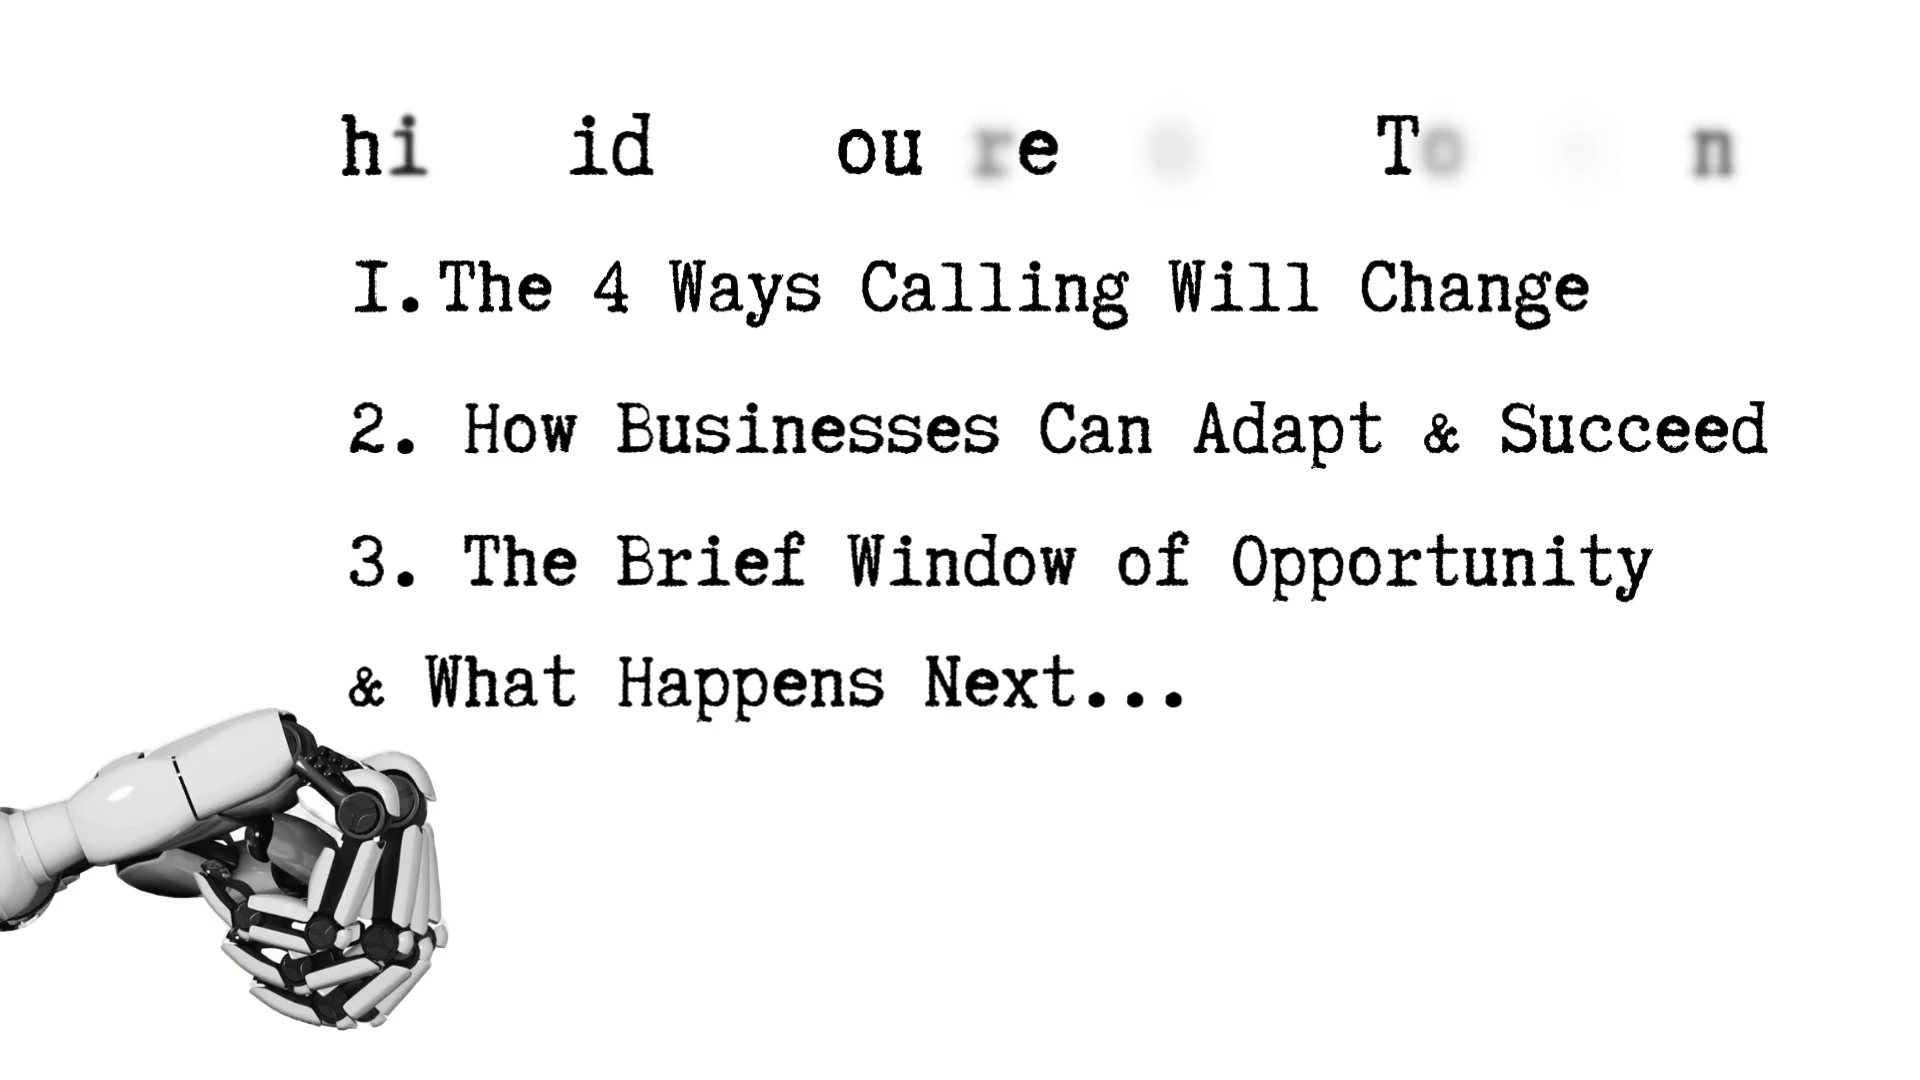 I. The 4 Ways Calling Will Change
2. How Businesses Can Adapt & Succeed
3. The Brief Window of Opportunity
& What Happens Next...